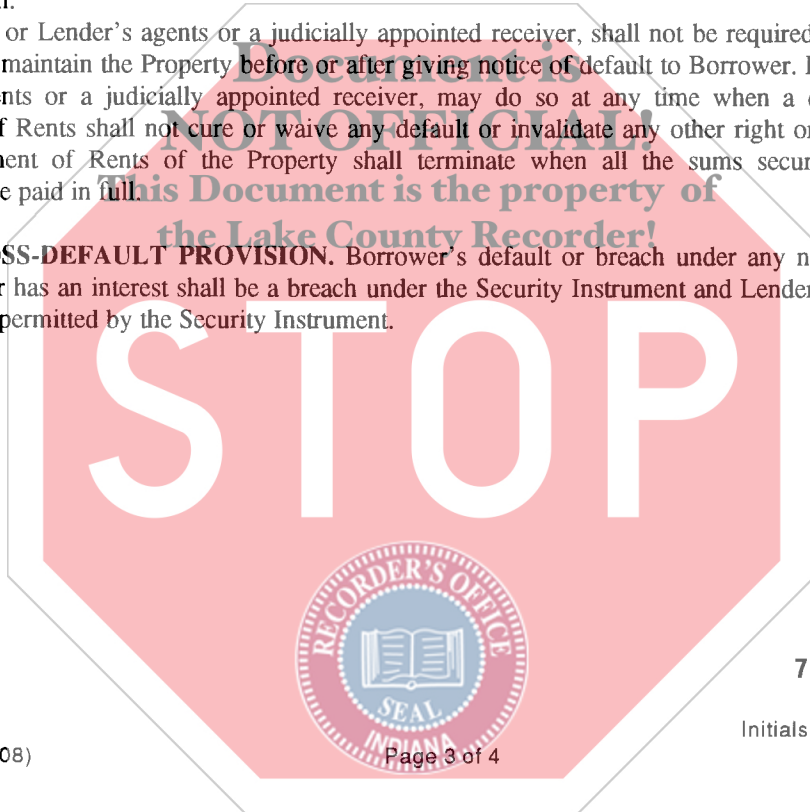 or Lender's agents or a judicially appointed receiver, shall not be required
Document is
maintain the Property before or after giving notice of default to Borrower.
nts or a judicially appointed receiver, may do so at any time when a
NOT OFFICIAL!
f Rents shall not cure or waive any default or invalidate any other right or
ent of Rents of the Property shall terminate when all the sums secur
e paid in full.
This Document is the property of
the Lake County Recorder!
SS-DEFAULT PROVISION. Borrower's default or breach under any n
r has an interest shall be a breach under the Security Instrument and Lender
permitted by the Security Instrument.
STOP
RECORDER'S OFFICE
SEAL
INDIANA
7
Initials
08)
Page 3 of 4